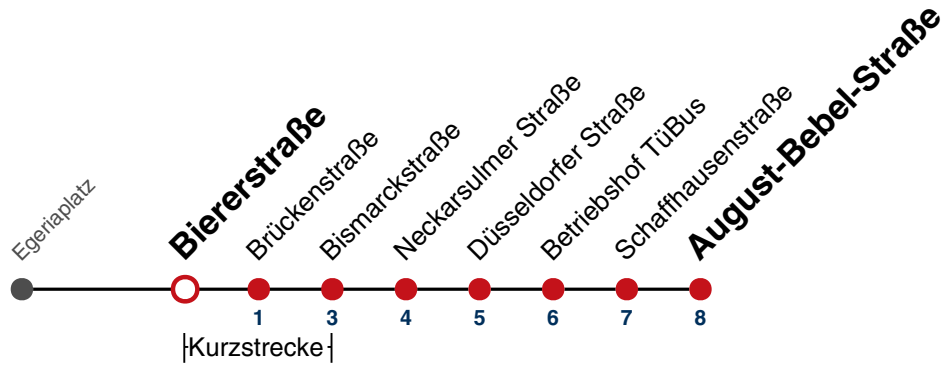 Egeriaplatz
Biererstraße
Brückenstraße
Bismarckstraße
Neckarsulmer Straße
Düsseldorfer Straße
Betriebshof TüBus
Schaffhausenstraße
August-Bebel-Straße
1 3 4 5 6 7 8
Kurzstrecke